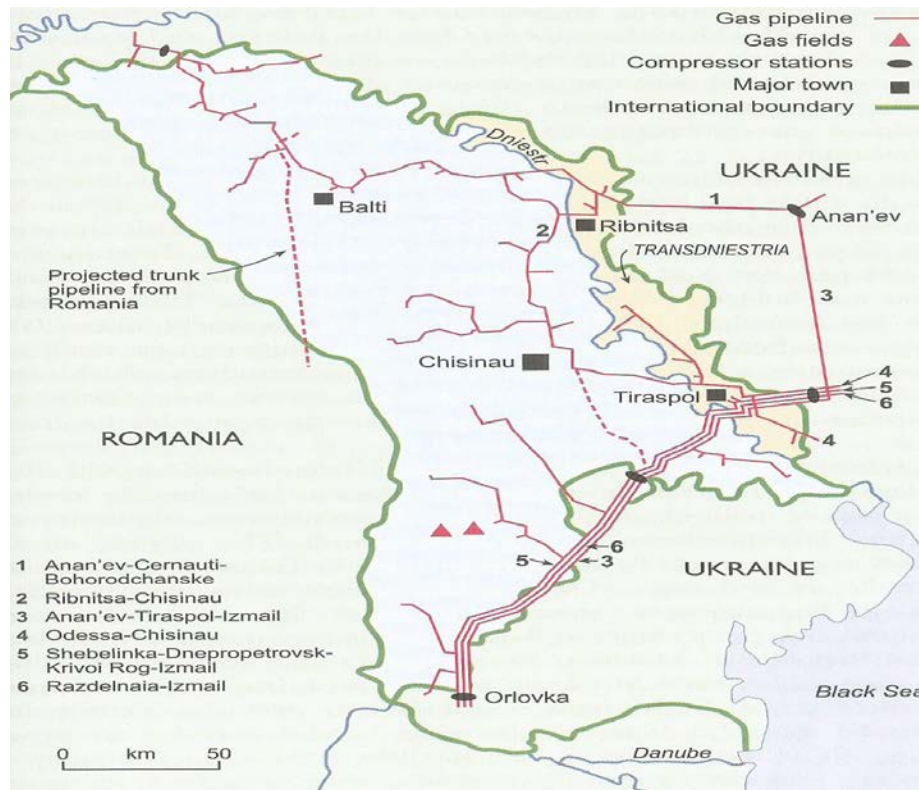 Gas pipeline
Gas fields
Compressor stations
Major town
International boundary
Dniestr
UKRAINE
1
Anan'ev
Balti
2
Ribnitsa
TRANSDNIESTRIA
Projected trunk
pipeline from
Romania
3
Chisinau
4
5
6
Tiraspol
4
ROMANIA
6
5
3
UKRAINE
1 Anan'ev-Cernauti-
Bohorodchanske
2 Ribnitsa-Chisinau
3 Anan'ev-Tiraspol-Izmail
4 Odessa-Chisinau
5 Shebelinka-Dnepropetrovsk-
Krivoi Rog-Izmail
6 Razdelnaia-Izmail
Orlovka
Black Sea
0 50
km
Danube